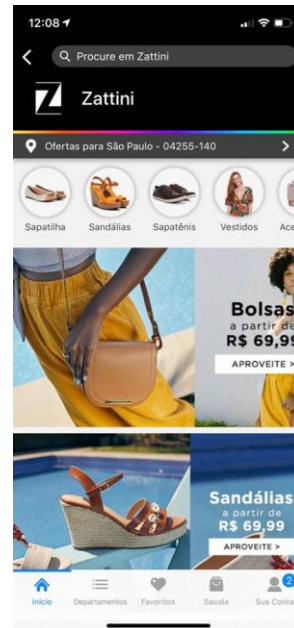 12:08
Procure em Zattini
Zattini
Ofertas para São Paulo - 04255-140
Sapatilha
Sandálias
Sapatênis
Vestidos
Ace
Bolsas
a partir de
R$ 69,99
APROVEITE >
Sandálias
a partir de
R$ 69,99
APROVEITE >
2
Início
Departamentos
Favoritos
Sacola
Sua Conta